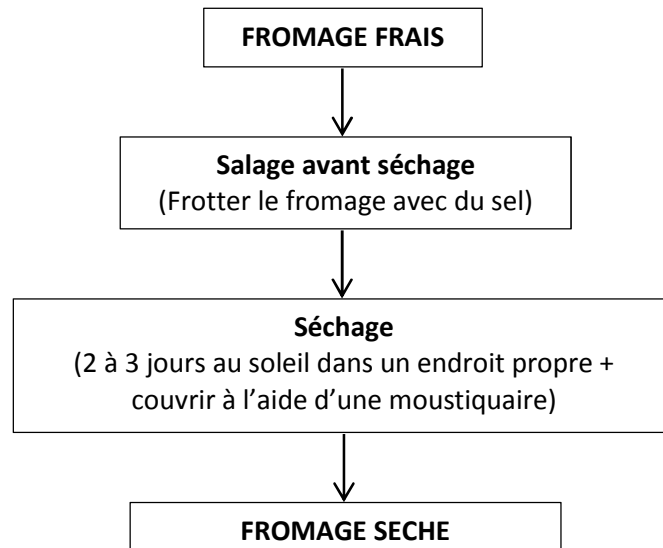 FROMAGE FRAIS
Salage avant séchage
(Frotter le fromage avec du sel)
Séchage
(2 à 3 jours au soleil dans un endroit propre +
couvrir à l’aide d’une moustiquaire)
FROMAGE SECHE